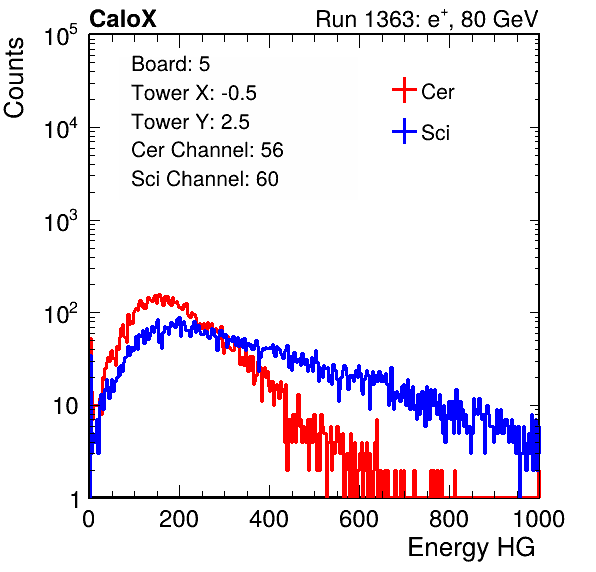 CaloX Run 1363: e⁺, 80 GeV
Counts
10⁵
10⁴
10³
10²
10
1
Board: 5
Tower X: -0.5
Tower Y: 2.5
Cer Channel: 56
Sci Channel: 60
Cer
Sci
0 200 400 600 800 1000
Energy HG